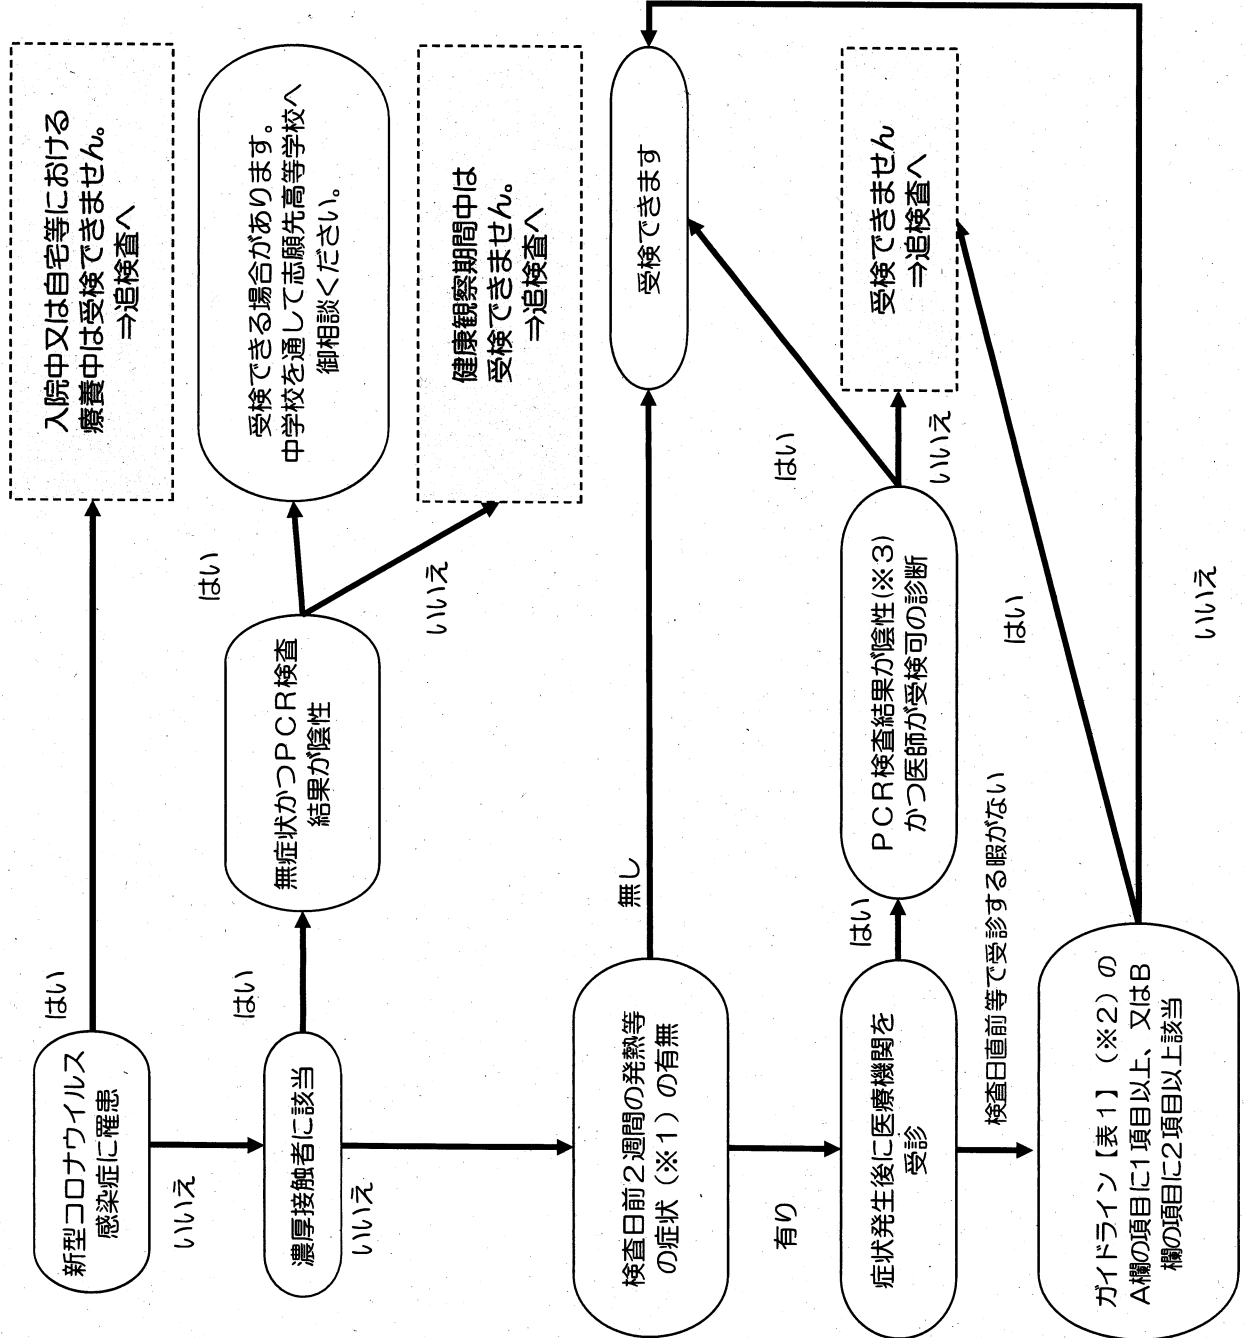 新型コロナウィルス
感染症に罹患
はい
入院中又は自宅等における
療養中は受検できません。
⇒追検査へ
いいえ
濃厚接触者に該当
はい
無症状かつPCR検査
結果が陰性
はい
受検できる場合があります。
中学校を通して志願先高等学校へ
御相談ください。
いいえ
健康観察期間中は
受検できません。
⇒追検査へ
いいえ
検査日前2週間の発熱等
の症状(※1)の有無
無し
受検できます
有り
症状発生後に医療機関を
受診
はい
PCR検査結果が陰性(※3)
かつ医師が受検可の診断
はい
いいえ
受検できません
⇒追検査へ
検査日直前等で受診する暇がない
ガイドライン【表1】(※2)の
A欄の項目に1項目以上、又はB
欄の項目に2項目以上該当
はい
いいえ